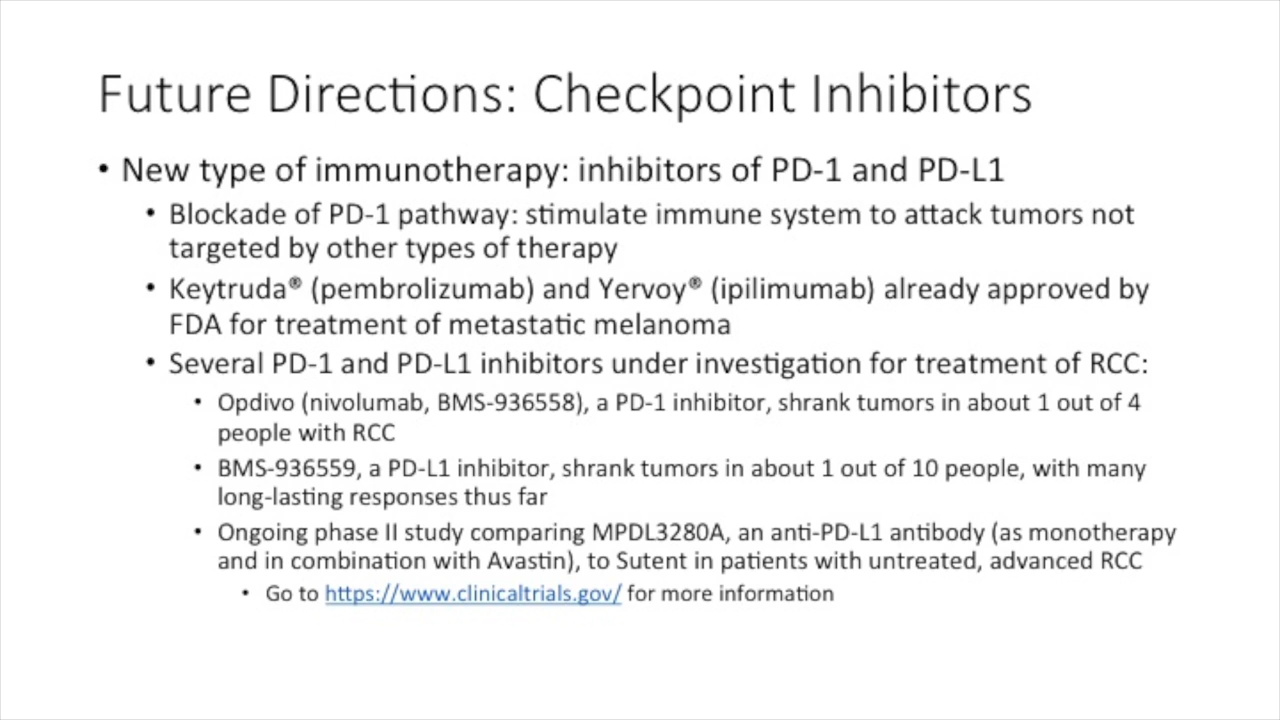 Future Directions: Checkpoint Inhibitors
• New type of immunotherapy: inhibitors of PD-1 and PD-L1
• Blockade of PD-1 pathway: stimulate immune system to attack tumors not
targeted by other types of therapy
• Keytruda® (pembrolizumab) and Yervoy® (ipilimumab) already approved by
FDA for treatment of metastatic melanoma
• Several PD-1 and PD-L1 inhibitors under investigation for treatment of RCC:
• Opdivo (nivolumab, BMS-936558), a PD-1 inhibitor, shrank tumors in about 1 out of 4
people with RCC
• BMS-936559, a PD-L1 inhibitor, shrank tumors in about 1 out of 10 people, with many
long-lasting responses thus far
• Ongoing phase II study comparing MPDL3280A, an anti-PD-L1 antibody (as monotherapy
and in combination with Avastin), to Sutent in patients with untreated, advanced RCC
• Go to https://www.clinicaltrials.gov/ for more information